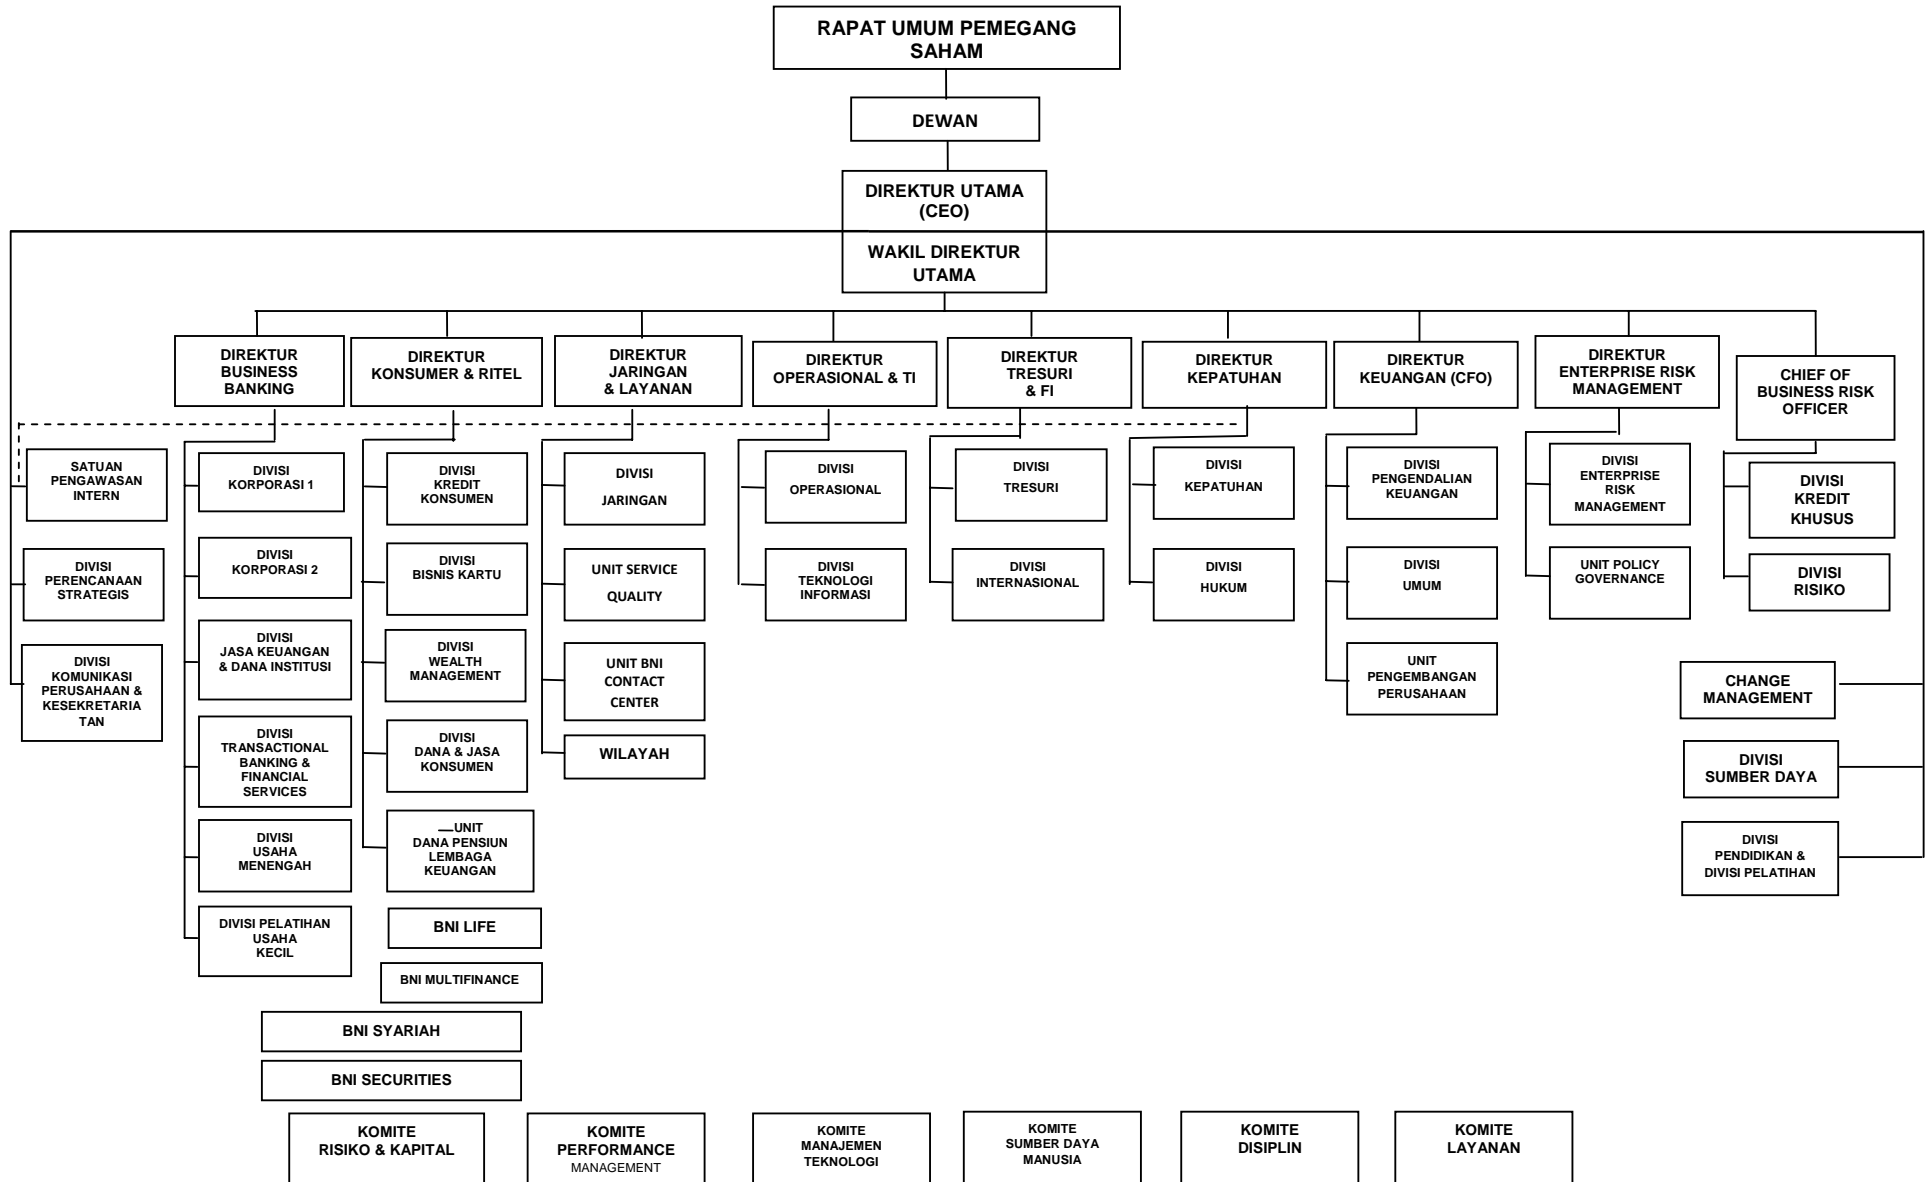 RAPAT UMUM PEMEGANG
SAHAM
DEWAN
DIREKTUR UTAMA
(CEO)
WAKIL DIREKTUR
UTAMA
DIREKTUR
BUSINESS
BANKING
DIREKTUR
KONSUMER & RITEL
DIREKTUR
JARINGAN
& LAYANAN
DIREKTUR
OPERASIONAL & TI
DIREKTUR
TRESURI
& FI
DIREKTUR
KEPATUHAN
DIREKTUR
KEUANGAN (CFO)
DIREKTUR
ENTERPRISE RISK
MANAGEMENT
CHIEF OF
BUSINESS RISK
OFFICER
SATUAN
PENGAWASAN
INTERN
DIVISI
PERENCANAAN
STRATEGIS
DIVISI
KOMUNIKASI
PERUSAHAAN &
KESEKRETARIA
TAN
DIVISI
KORPORASI 1
DIVISI
KORPORASI 2
DIVISI
JASA KEUANGAN
& DANA INSTITUSI
DIVISI
TRANSACTIONAL
BANKING &
FINANCIAL
SERVICES
DIVISI
USAHA
MENENGAH
DIVISI PELATIHAN
USAHA
KECIL
DIVISI
KREDIT
KONSUMEN
DIVISI
BISNIS KARTU
DIVISI
WEALTH
MANAGEMENT
DIVISI
DANA & JASA
KONSUMEN
UNIT
DANA PENSIUN
LEMBAGA
KEUANGAN
BNI LIFE
BNI MULTIFINANCE
BNI SYARIAH
BNI SECURITIES
DIVISI
JARINGAN
UNIT SERVICE
QUALITY
UNIT BNI
CONTACT
CENTER
WILAYAH
DIVISI
OPERASIONAL
DIVISI
TEKNOLOGI
INFORMASI
DIVISI
TRESURI
DIVISI
INTERNASIONAL
DIVISI
KEPATUHAN
DIVISI
HUKUM
DIVISI
PENGENDALIAN
KEUANGAN
DIVISI
UMUM
UNIT
PENGEMBANGAN
PERUSAHAAN
DIVISI
ENTERPRISE
RISK
MANAGEMENT
UNIT POLICY
GOVERNANCE
DIVISI
KREDIT
KHUSUS
DIVISI
RISIKO
CHANGE
MANAGEMENT
DIVISI
SUMBER DAYA
DIVISI
PENDIDIKAN &
DIVISI PELATIHAN
KOMITE
RISIKO & KAPITAL
KOMITE
PERFORMANCE
MANAGEMENT
KOMITE
MANAJEMEN
TEKNOLOGI
KOMITE
SUMBER DAYA
MANUSIA
KOMITE
DISIPLIN
KOMITE
LAYANAN